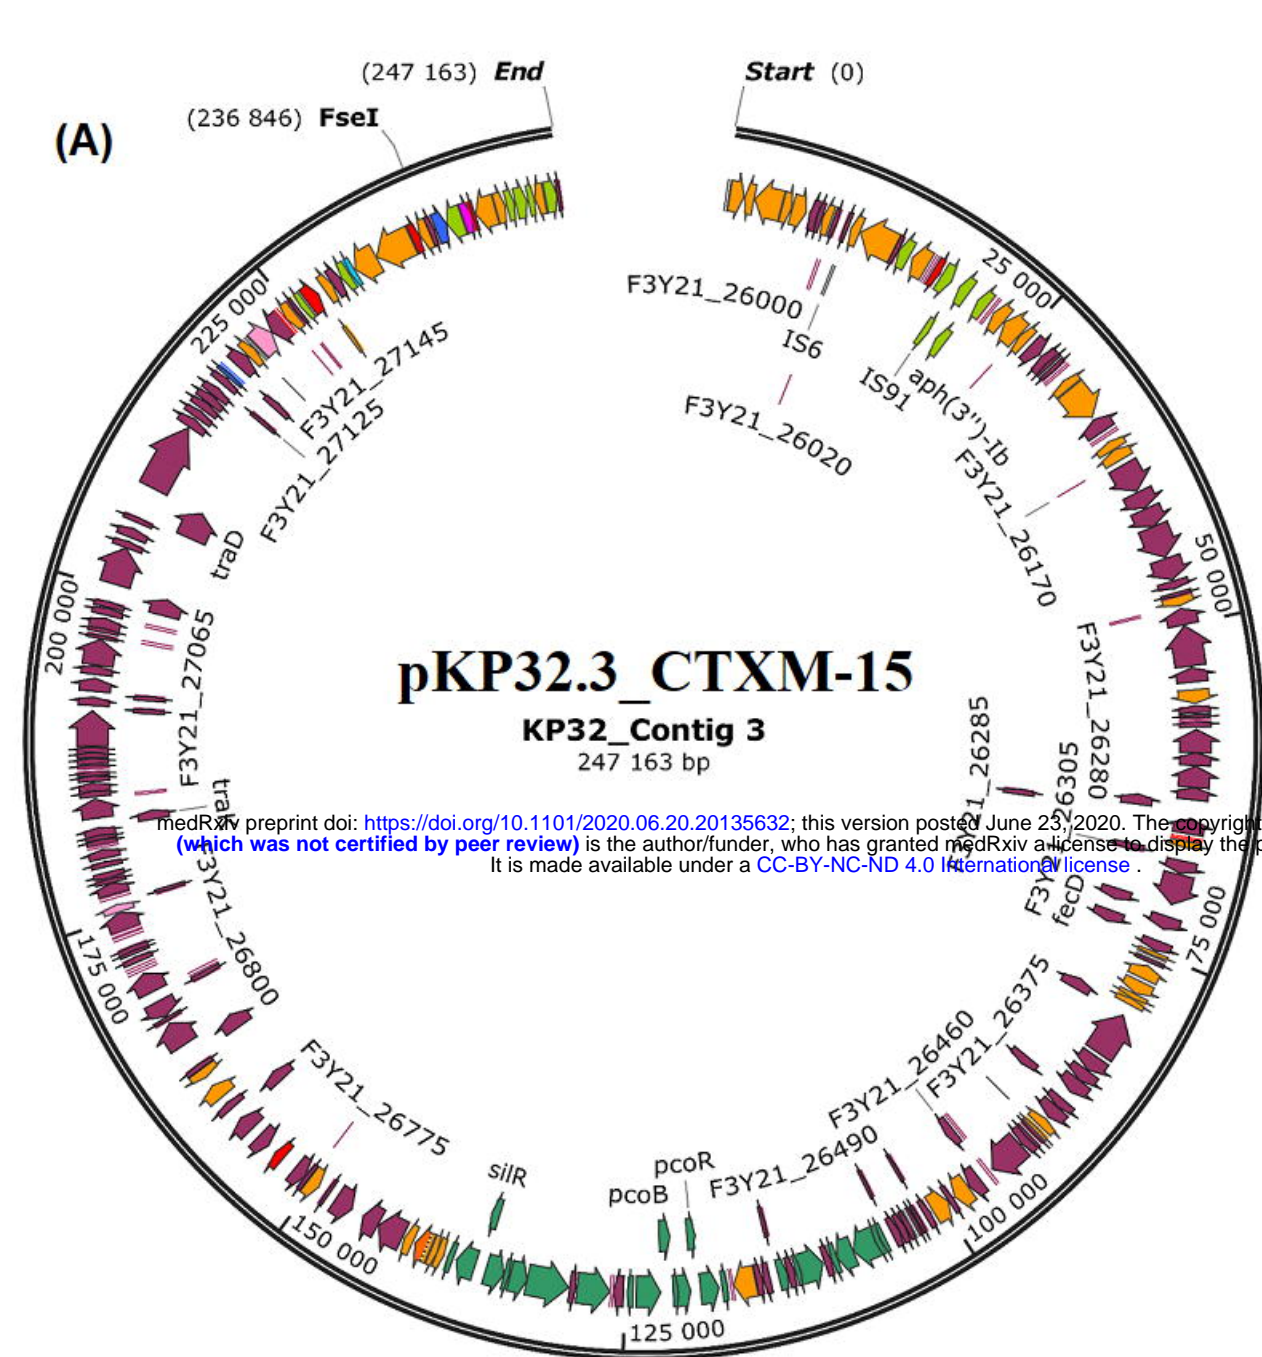 (247 163) End
Start (0)
(236 846) FseI
(A)
25 000
225 000
F3Y21_26000
IS6
F3Y21_27145
IS91
aph(3")-Ib
F3Y21_27125
F3Y21_26020
F3Y21_26170
traD
50 000
200 000
F3Y21_27065
F3Y21_26280
pKP32.3_CTXM-15
KP32_Contig 3
247 163 bp
F3Y21_26285
F3Y21_26305
medRxiv preprint doi: https://doi.org/10.1101/2020.06.20.20135632; this version posted June 23, 2020. The copyright
(which was not certified by peer review) is the author/funder, who has granted medRxiv a license to display the p
It is made available under a CC-BY-NC-ND 4.0 International license .
fecD
F3Y21_26800
75 000
175 000
F3Y21_26375
F3Y21_26460
F3Y21_26775
F3Y21_26490
silR
pcoR
pcoB
100 000
150 000
125 000